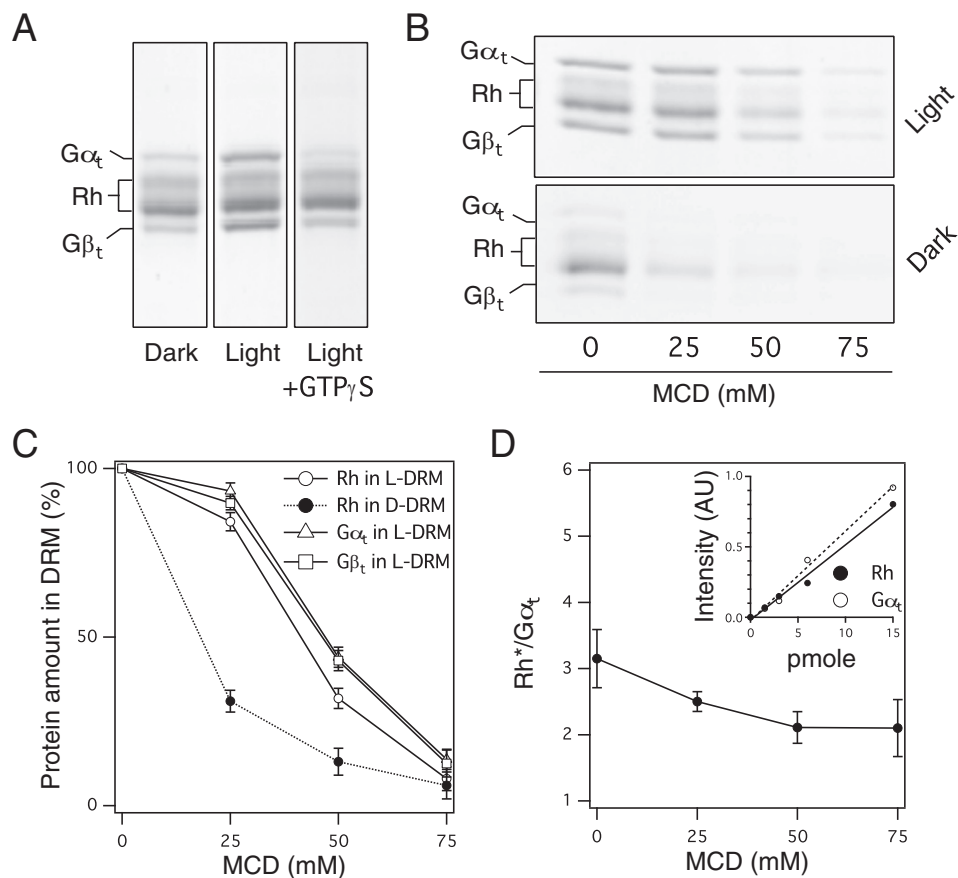 A
Gαt
Rh
Gβt
Dark
Light
Light
+GTPγS
B
Gαt
Rh
Gβt
Light
Gαt
Rh
Gβt
Dark
0 25 50 75
MCD (mM)
C
Protein amount in DRM (%)
100
50
0
Rh in L-DRM
Rh in D-DRM
Gαt in L-DRM
Gβt in L-DRM
0 25 50 75
MCD (mM)
D
Rh*/Gαt
6
5
4
3
2
1
Intensity (AU)
1.0
0.5
0.0
Rh
Gαt
0 5 10 15
pmole
0 25 50 75
MCD (mM)